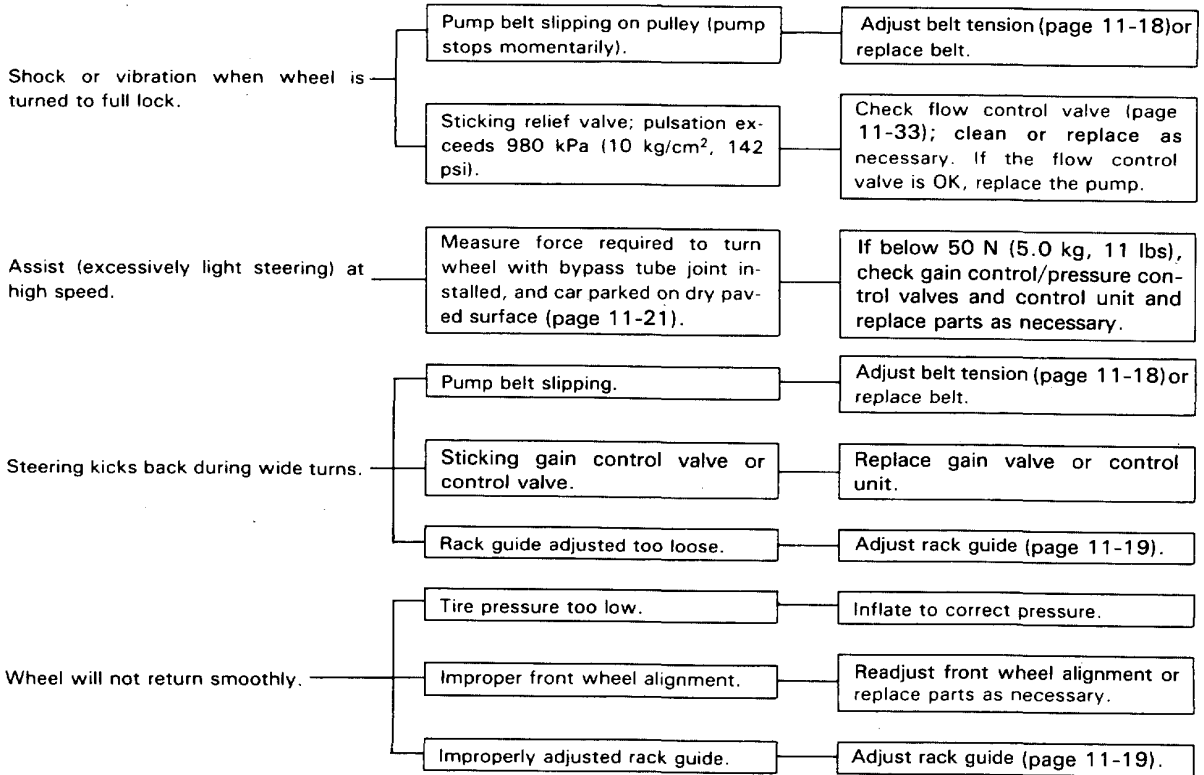 Shock or vibration when wheel is
turned to full lock.
Pump belt slipping on pulley (pump
stops momentarily).
Adjust belt tension (page 11-18)or
replace belt.
Sticking relief valve; pulsation ex-
ceeds 980 kPa (10 kg/cm², 142
psi).
Check flow control valve (page
11-33); clean or replace as
necessary. If the flow control
valve is OK, replace the pump.
Assist (excessively light steering) at
high speed.
Measure force required to turn
wheel with bypass tube joint in-
stalled, and car parked on dry pav-
ed surface (page 11-21).
If below 50 N (5.0 kg, 11 lbs),
check gain control/pressure con-
trol valves and control unit and
replace parts as necessary.
Steering kicks back during wide turns.
Pump belt slipping.
Adjust belt tension (page 11-18)or
replace belt.
Sticking gain control valve or
control valve.
Replace gain valve or control
unit.
Rack guide adjusted too loose.
Adjust rack guide (page 11-19).
Wheel will not return smoothly.
Tire pressure too low.
Inflate to correct pressure.
Improper front wheel alignment.
Readjust front wheel alignment or
replace parts as necessary.
Improperly adjusted rack guide.
Adjust rack guide (page 11-19).